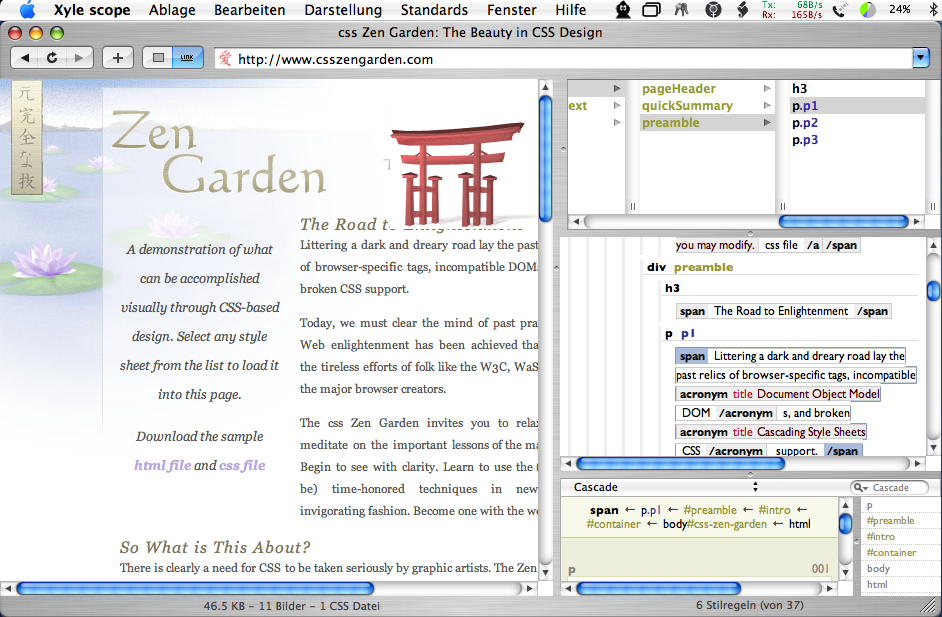 Xyle scope Ablage Bearbeiten Darstellung Standards Fenster Hilfe Tx: 68B/s 24%
Rx: 165B/s
css Zen Garden: The Beauty in CSS Design
LINK 愛 http://www.csszengarden.com
元
完
全
な
技
Zen
Garden
A demonstration of what
can be accomplished
visually through CSS-based
design. Select any style
sheet from the list to load it
into this page.
Download the sample
html file and css file
The Road to
Littering a dark and dreary road lay the past
of browser-specific tags, incompatible DOM
broken CSS support.
Today, we must clear the mind of past pra
Web enlightenment has been achieved tha
the tireless efforts of folk like the W3C, WaS
the major browser creators.
The css Zen Garden invites you to relax
meditate on the important lessons of the ma
Begin to see with clarity. Learn to use the (
be) time-honored techniques in new
invigorating fashion. Become one with the we
So What is This About?
There is clearly a need for CSS to be taken seriously by graphic artists. The Zen
46.5 KB – 11 Bilder – 1 CSS Datei
ext
pageHeader
quickSummary
preamble
h3
p.p1
p.p2
p.p3
you may modify. css file /a /span
div preamble
h3
span The Road to Enlightenment /span
p p1
span Littering a dark and dreary road lay the
past relics of browser-specific tags, incompatible
acronym title Document Object Model
DOM /acronym s, and broken
acronym title Cascading Style Sheets
CSS /acronym support. /span
Cascade
Cascade
span ← p.p1 ← #preamble ← #intro ←
#container ← body#css-zen-garden ← html
p 001
p
#preamble
#intro
#container
body
html
6 Stilregeln (von 37)